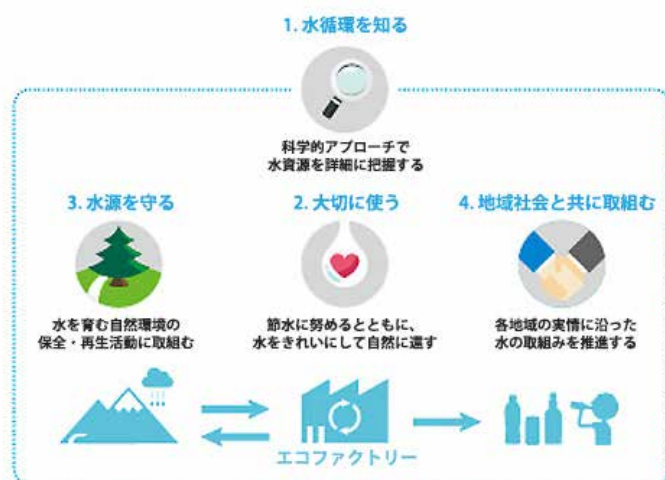 1. 水循環を知る
科学的アプローチで
水資源を詳細に把握する
3. 水源を守る
水を育む自然環境の
保全・再生活動に取組む
2. 大切に使う
節水に努めるとともに、
水をきれいにして自然に還す
4. 地域社会と共に取組む
各地域の実情に沿った
水の取組みを推進する
エコファクトリー